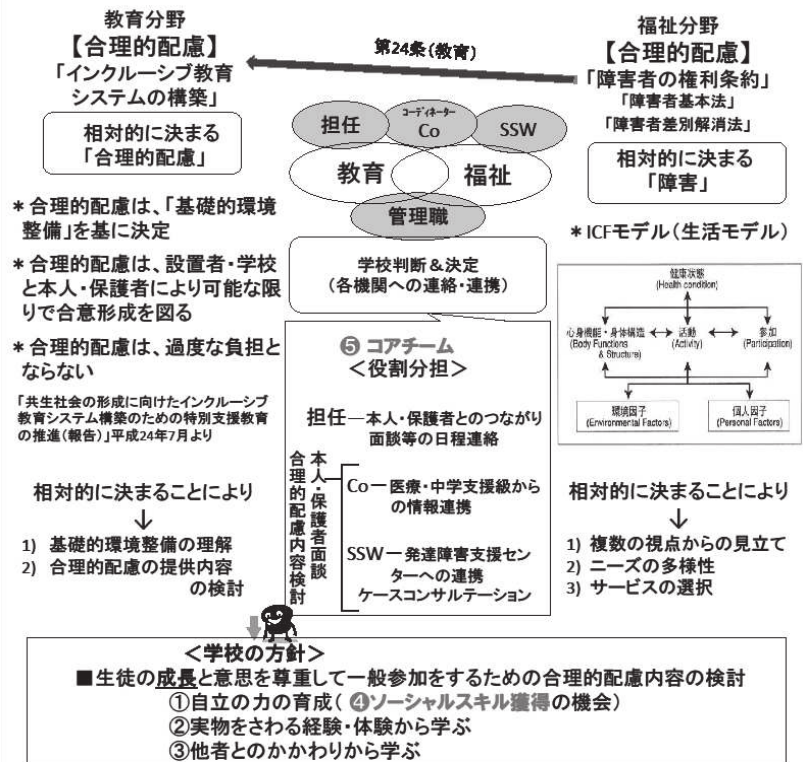 教育分野
【合理的配慮】
「インクルーシブ教育
システムの構築」
相対的に決まる
「合理的配慮」
＊合理的配慮は、「基礎的環境
整備」を基に決定
＊合理的配慮は、設置者・学校
と本人・保護者により可能な限
りで合意形成を図る
＊合理的配慮は、過度な負担と
ならない
「共生社会の形成に向けたインクルーシブ
教育システム構築のための特別支援教育
の推進（報告）」平成24年7月より
相対的に決まることにより
↓
1) 基礎的環境整備の理解
2) 合理的配慮の提供内容
の検討
第24条（教育）
担任
コーディネーター
Co
SSW
教育
福祉
管理職
学校判断＆決定
（各機関への連絡・連携）
❺ コアチーム
＜役割分担＞
担任―本人・保護者とのつながり
面談等の日程連絡
本人・保護者面談
合理的配慮内容検討
Co―医療・中学支援級から
の情報連携
SSW―発達障害支援セン
ターへの連携
ケースコンサルテーション
福祉分野
【合理的配慮】
「障害者の権利条約」
「障害者基本法」
「障害者差別解消法」
相対的に決まる
「障害」
＊ICFモデル（生活モデル）
健康状態
(Health condition)
心身機能・身体構造
(Body Functions
& Structure)
活動
(Activity)
参加
(Participation)
環境因子
(Environmental Factors)
個人因子
(Personal Factors)
相対的に決まることにより
↓
1) 複数の視点からの見立て
2) ニーズの多様性
3) サービスの選択
＜学校の方針＞
■生徒の成長と意思を尊重して一般参加をするための合理的配慮内容の検討
①自立の力の育成（❹ソーシャルスキル獲得の機会）
②実物をさわる経験・体験から学ぶ
③他者とのかかわりから学ぶ